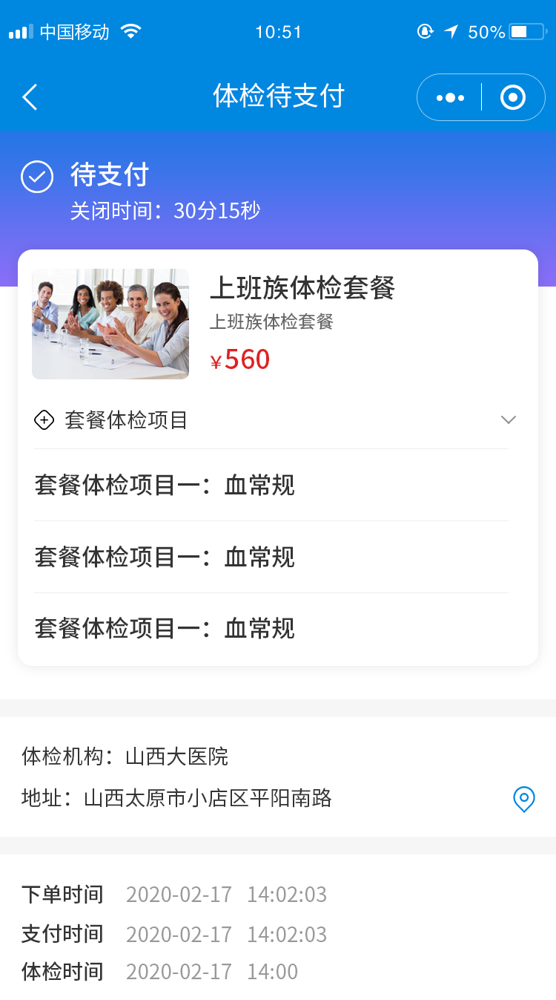 中国移动 10:51 50%
体检待支付
待支付
关闭时间：30分15秒
上班族体检套餐
上班族体检套餐
¥560
套餐体检项目
套餐体检项目一：血常规
套餐体检项目一：血常规
套餐体检项目一：血常规
体检机构：山西大医院
地址：山西太原市小店区平阳南路
下单时间 2020-02-17 14:02:03
支付时间 2020-02-17 14:02:03
体检时间 2020-02-17 14:00